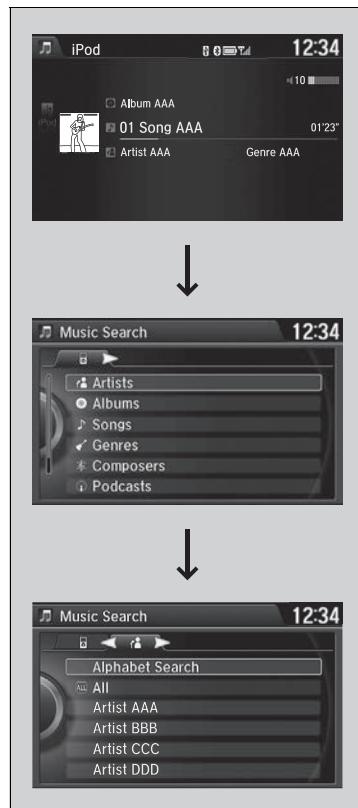 iPod 12:34
10
Album AAA
01 Song AAA 01'23"
Artist AAA Genre AAA
Music Search 12:34
Artists
Albums
Songs
Genres
Composers
Podcasts
Music Search 12:34
Alphabet Search
ALL All
Artist AAA
Artist BBB
Artist CCC
Artist DDD